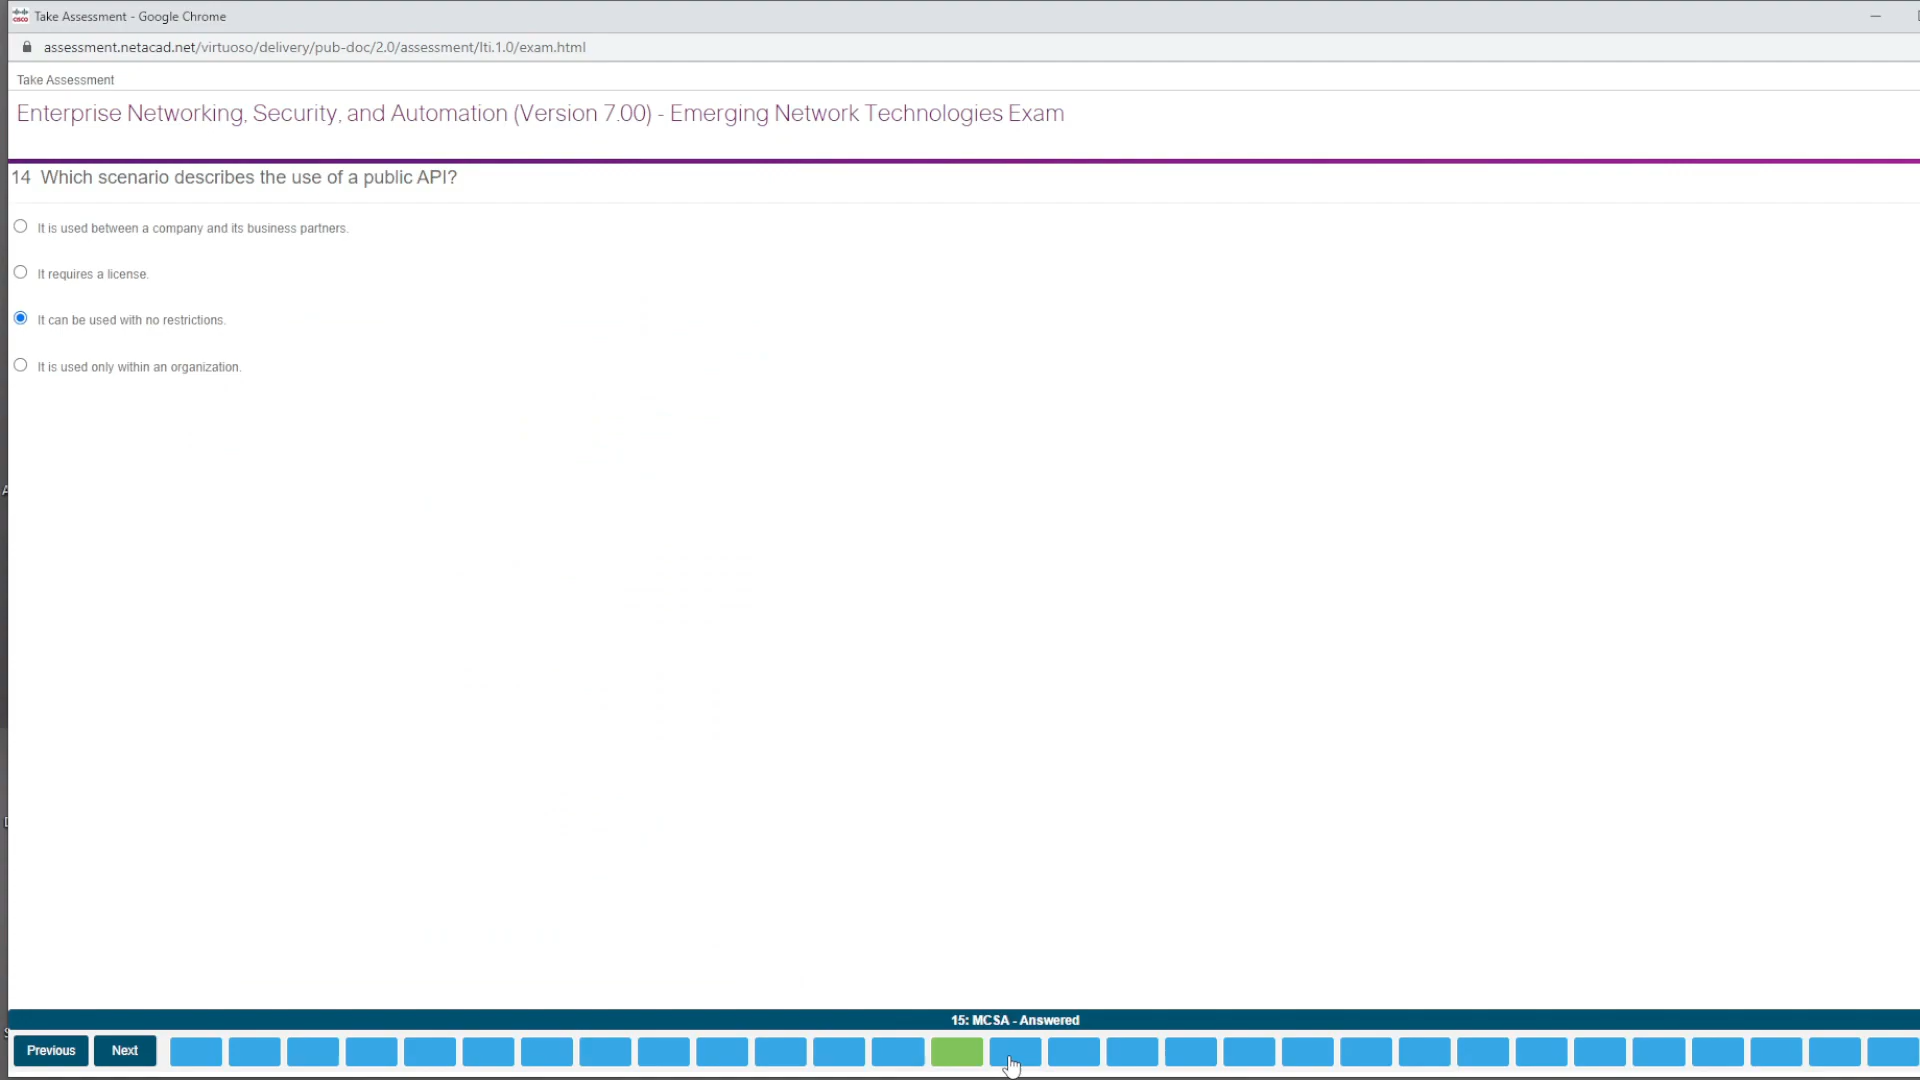 Take Assessment - Google Chrome
assessment.netacad.net/virtuoso/delivery/pub-doc/2.0/assessment/lti.1.0/exam.html
Take Assessment
Enterprise Networking, Security, and Automation (Version 7.00) - Emerging Network Technologies Exam
14 Which scenario describes the use of a public API?
It is used between a company and its business partners.
It requires a license.
It can be used with no restrictions.
It is used only within an organization.
15: MCSA - Answered
Previous Next